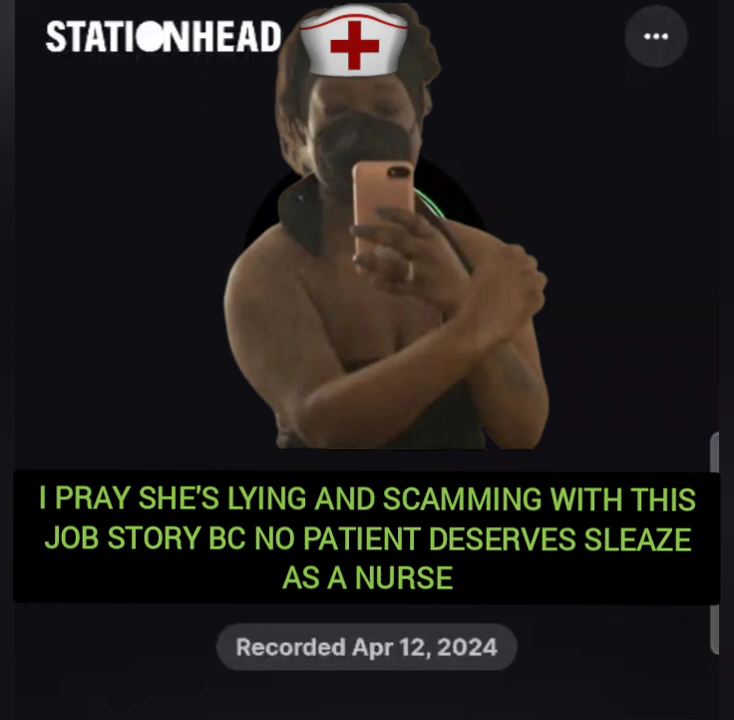 STATIONHEAD
I PRAY SHE'S LYING AND SCAMMING WITH THIS
JOB STORY BC NO PATIENT DESERVES SLEAZE
AS A NURSE
Recorded Apr 12, 2024